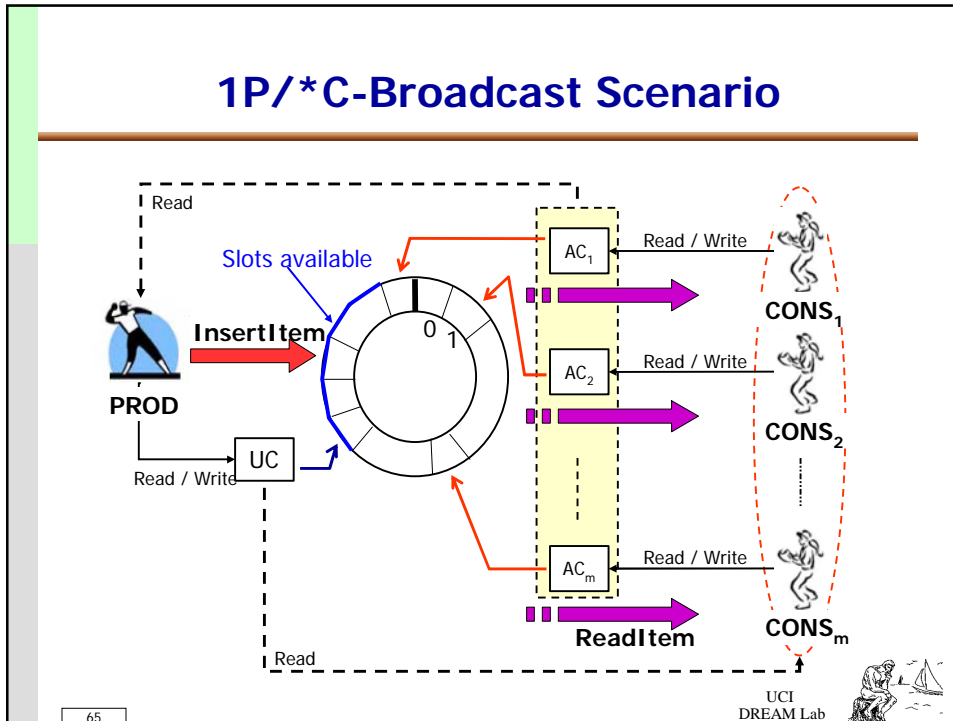 1P/*C-Broadcast Scenario
Read
Slots available
AC1
Read / Write
CONS1
0
1
InsertItem
PROD
AC2
Read / Write
CONS2
UC
Read / Write
ACm
Read / Write
CONSm
ReadItem
Read
UCI
DREAM Lab
65